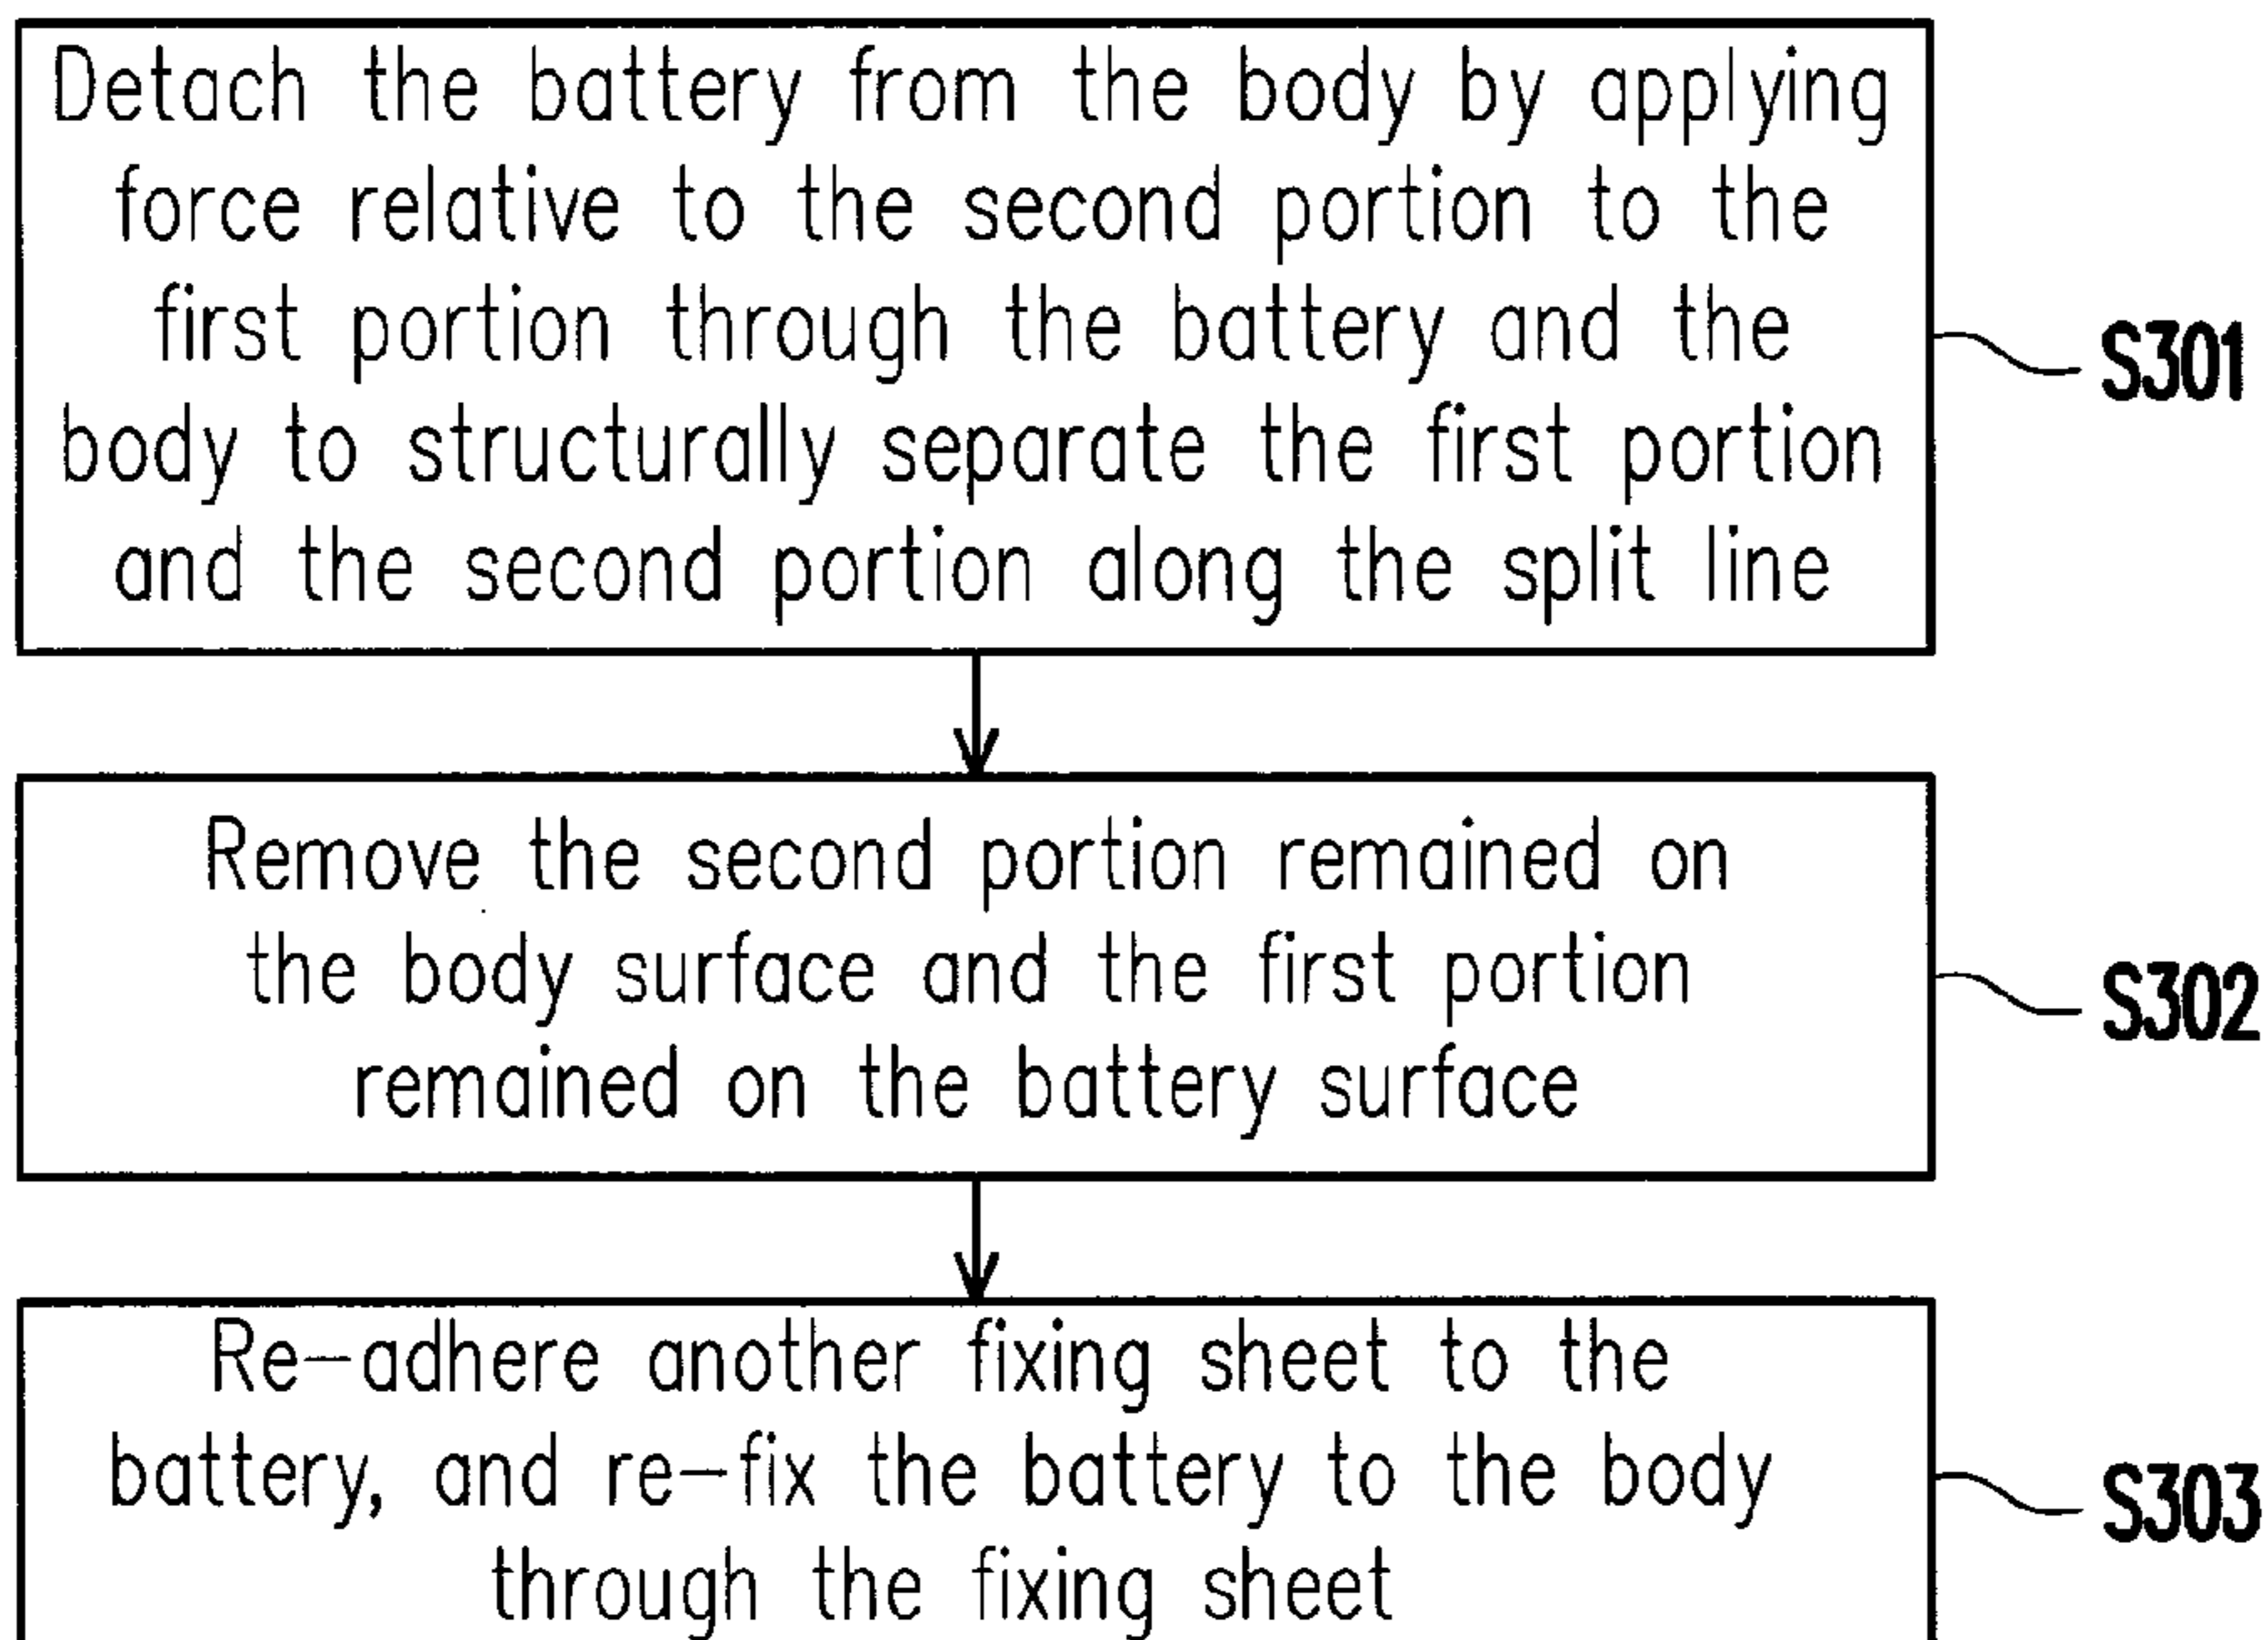 Detach the battery from the body by applying
force relative to the second portion to the
first portion through the battery and the
body to structurally separate the first portion
and the second portion along the split line
S301
Remove the second portion remained on
the body surface and the first portion
remained on the battery surface
S302
Re-adhere another fixing sheet to the
battery, and re-fix the battery to the body
through the fixing sheet
S303